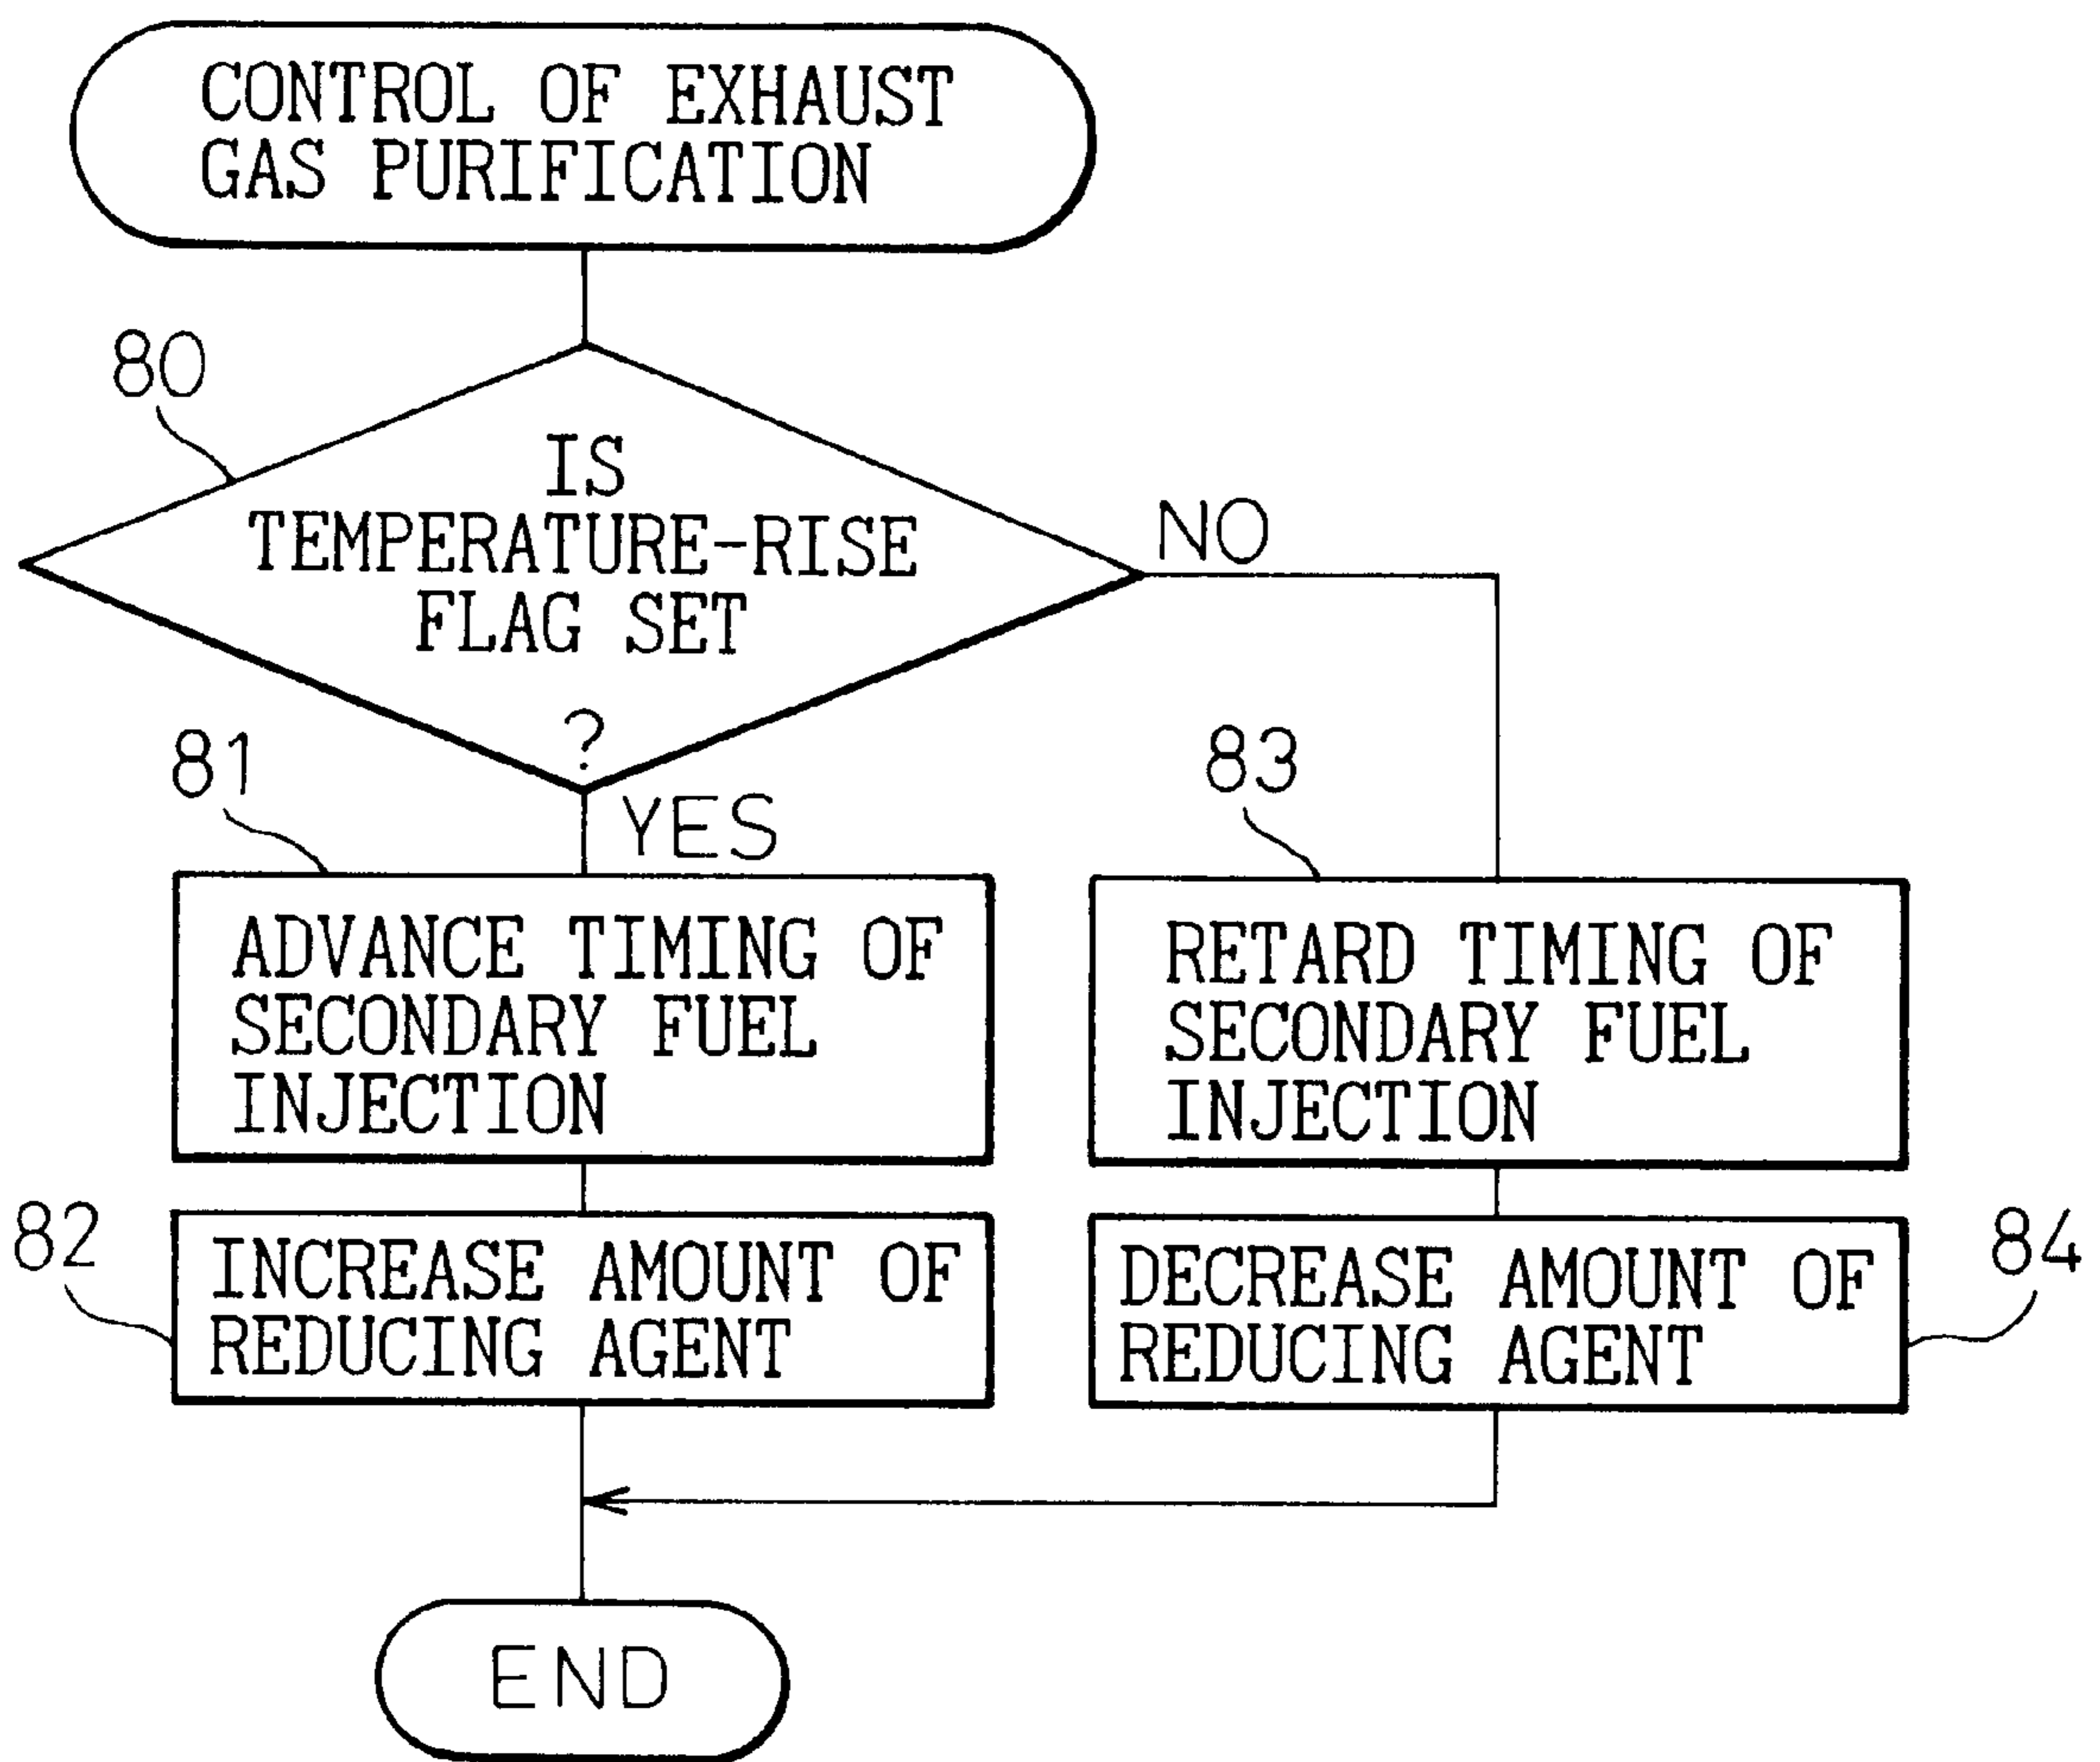 CONTROL OF EXHAUST
GAS PURIFICATION
80
IS
TEMPERATURE-RISE
FLAG SET
?
NO
YES
81
ADVANCE TIMING OF
SECONDARY FUEL
INJECTION
83
RETARD TIMING OF
SECONDARY FUEL
INJECTION
82
INCREASE AMOUNT OF
REDUCING AGENT
DECREASE AMOUNT OF
REDUCING AGENT
84
END